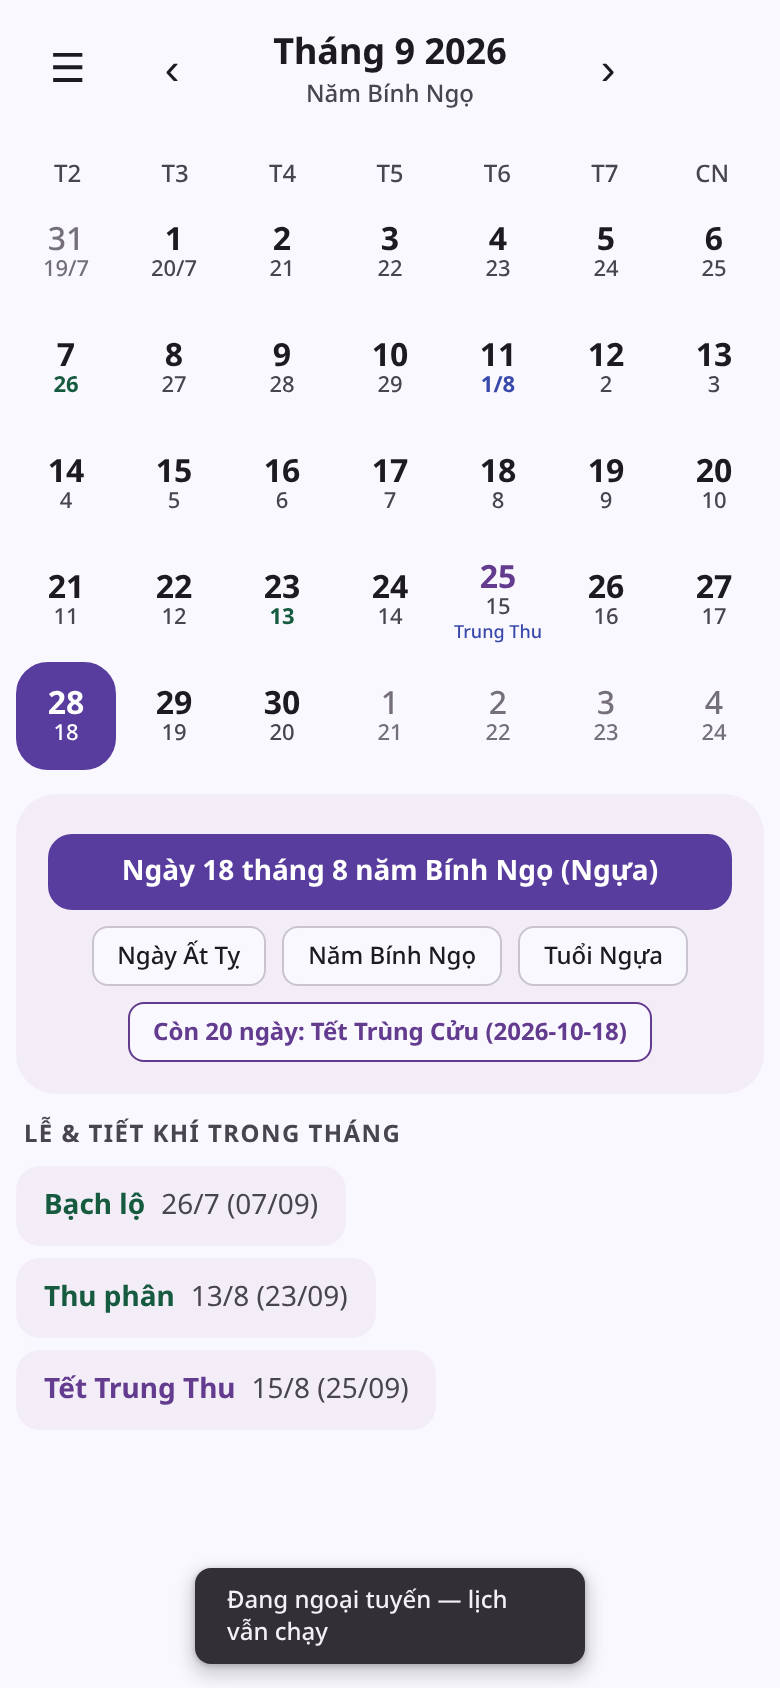 ☰ ‹ Tháng 9 2026 ›
Năm Bính Ngọ
T2 T3 T4 T5 T6 T7 CN
31 1 2 3 4 5 6
19/7 20/7 21 22 23 24 25
7 8 9 10 11 12 13
26 27 28 29 1/8 2 3
14 15 16 17 18 19 20
4 5 6 7 8 9 10
21 22 23 24 25 26 27
11 12 13 14 15 16 17
Trung Thu
28 29 30 1 2 3 4
18 19 20 21 22 23 24
Ngày 18 tháng 8 năm Bính Ngọ (Ngựa)
Ngày Ất Tỵ Năm Bính Ngọ Tuổi Ngựa
Còn 20 ngày: Tết Trùng Cửu (2026-10-18)
LỄ & TIẾT KHÍ TRONG THÁNG
Bạch lộ 26/7 (07/09)
Thu phân 13/8 (23/09)
Tết Trung Thu 15/8 (25/09)
Đang ngoại tuyến — lịch
vẫn chạy